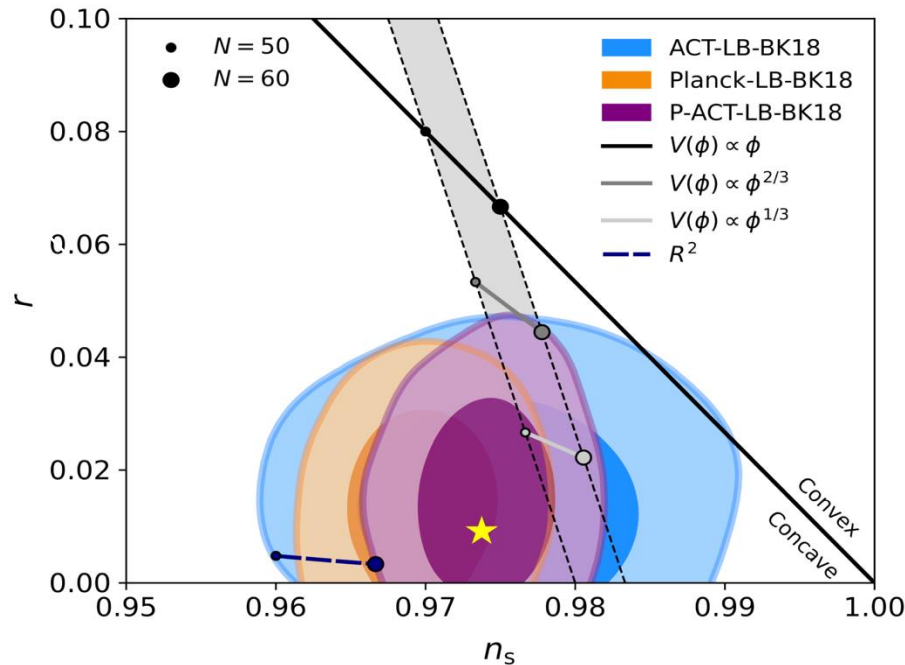 0.10
0.08
0.06
0.04
0.02
0.00
r
N = 50
N = 60
ACT-LB-BK18
Planck-LB-BK18
P-ACT-LB-BK18
V(ϕ) ∝ ϕ
V(ϕ) ∝ ϕ^{2/3}
V(ϕ) ∝ ϕ^{1/3}
R^2
Convex
Concave
0.95 0.96 0.97 0.98 0.99 1.00
n_s